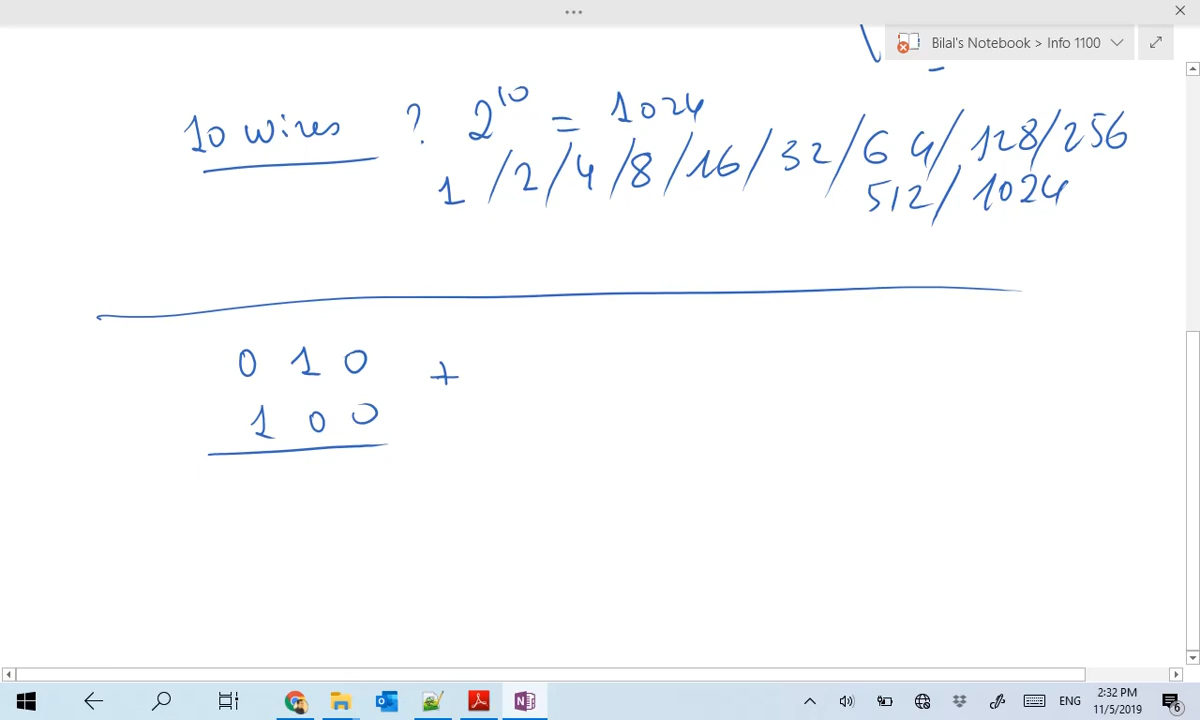 Bilal's Notebook > Info 1100
10 wires ? 2^10 = 1024
1 /2/4/8/16/32/64/128/256
512/1024
0 1 0 +
1 0 0
ENG
2:32 PM
11/5/2019
6